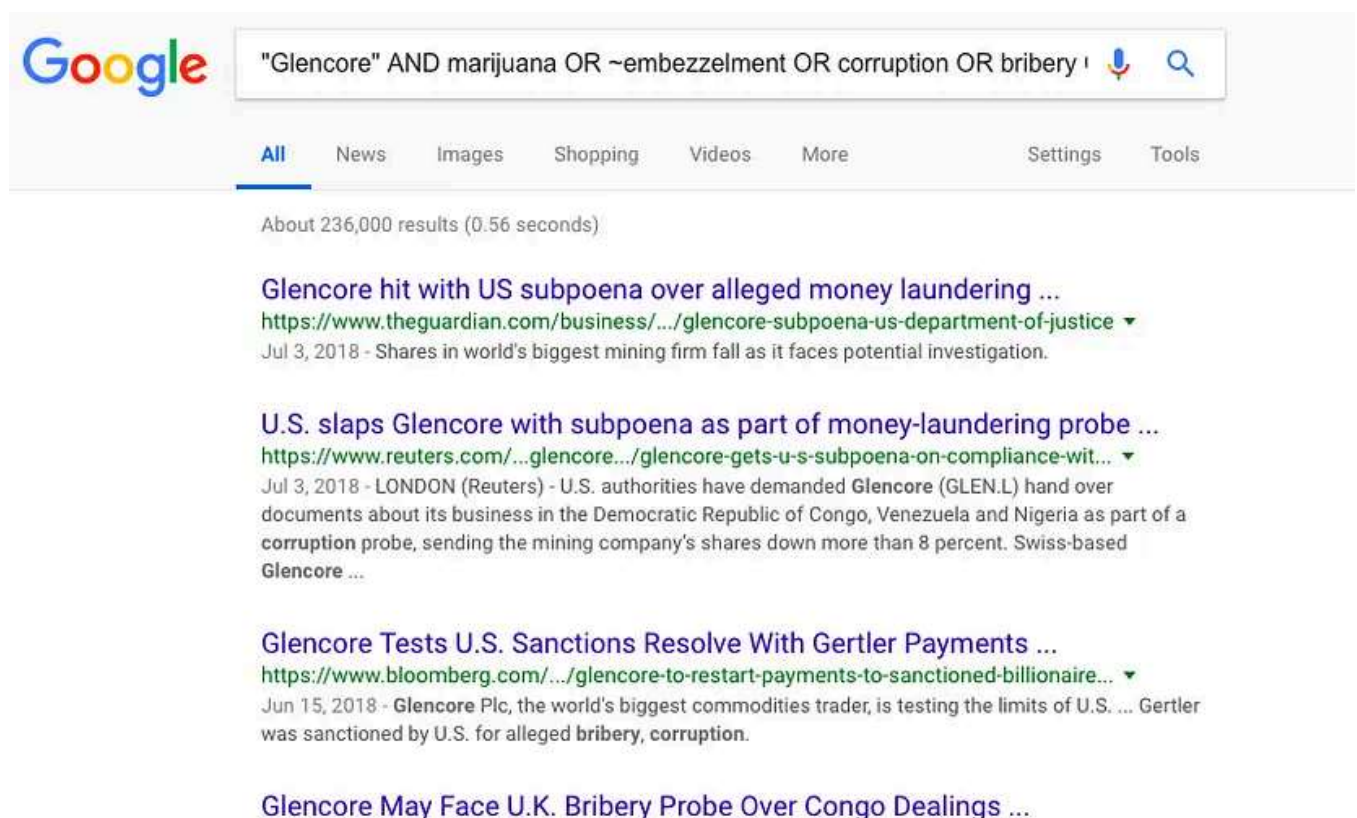 Google
"Glencore" AND marijuana OR ~embezzelment OR corruption OR bribery
All News Images Shopping Videos More Settings Tools
About 236,000 results (0.56 seconds)
Glencore hit with US subpoena over alleged money laundering ...
https://www.theguardian.com/business/.../glencore-subpoena-us-department-of-justice
Jul 3, 2018 - Shares in world's biggest mining firm fall as it faces potential investigation.
U.S. slaps Glencore with subpoena as part of money-laundering probe ...
https://www.reuters.com/...glencore.../glencore-gets-u-s-subpoena-on-compliance-wit...
Jul 3, 2018 - LONDON (Reuters) - U.S. authorities have demanded Glencore (GLEN.L) hand over
documents about its business in the Democratic Republic of Congo, Venezuela and Nigeria as part of a
corruption probe, sending the mining company's shares down more than 8 percent. Swiss-based
Glencore ...
Glencore Tests U.S. Sanctions Resolve With Gertler Payments ...
https://www.bloomberg.com/.../glencore-to-restart-payments-to-sanctioned-billionaire...
Jun 15, 2018 - Glencore Plc, the world's biggest commodities trader, is testing the limits of U.S. ... Gertler
was sanctioned by U.S. for alleged bribery, corruption.
Glencore May Face U.K. Bribery Probe Over Congo Dealings ...